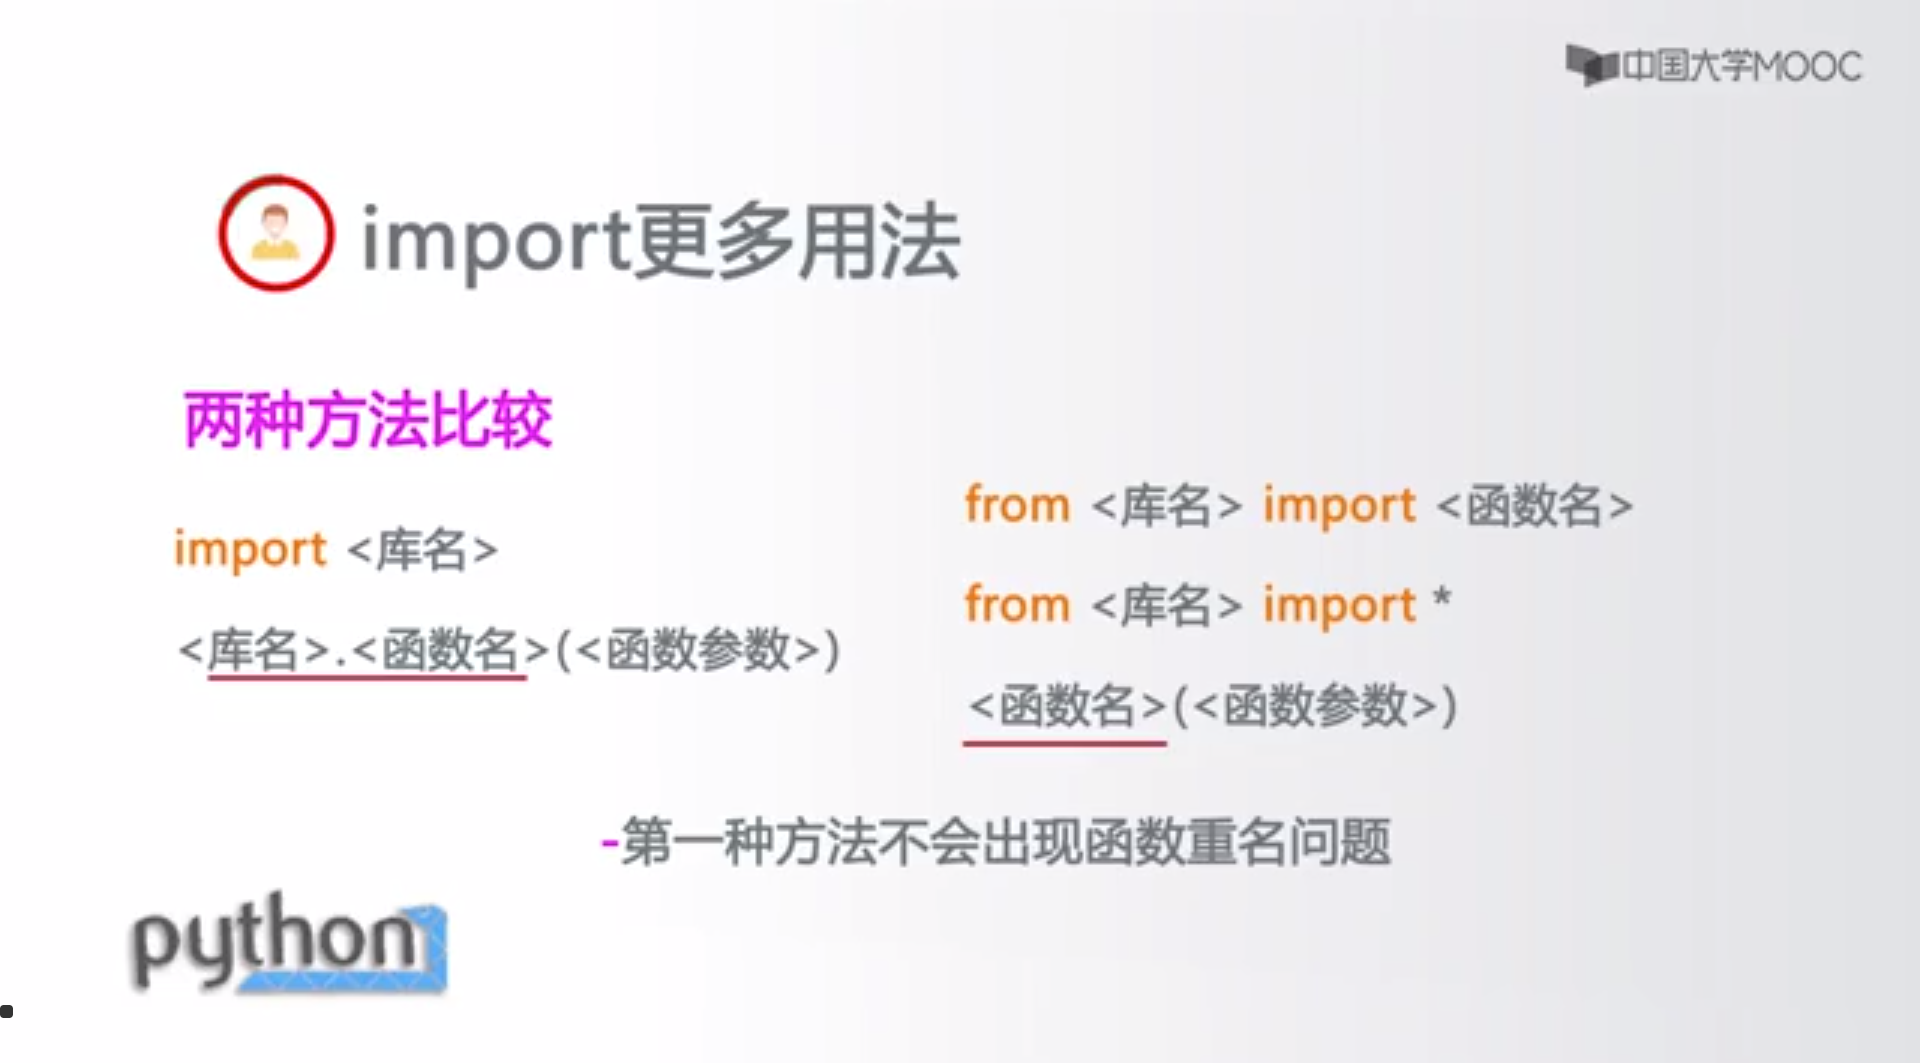 中国大学MOOC
import更多用法
两种方法比较
import <库名>
<库名>.<函数名>(<函数参数>)
from <库名> import <函数名>
from <库名> import *
<函数名>(<函数参数>)
-第一种方法不会出现函数重名问题
python